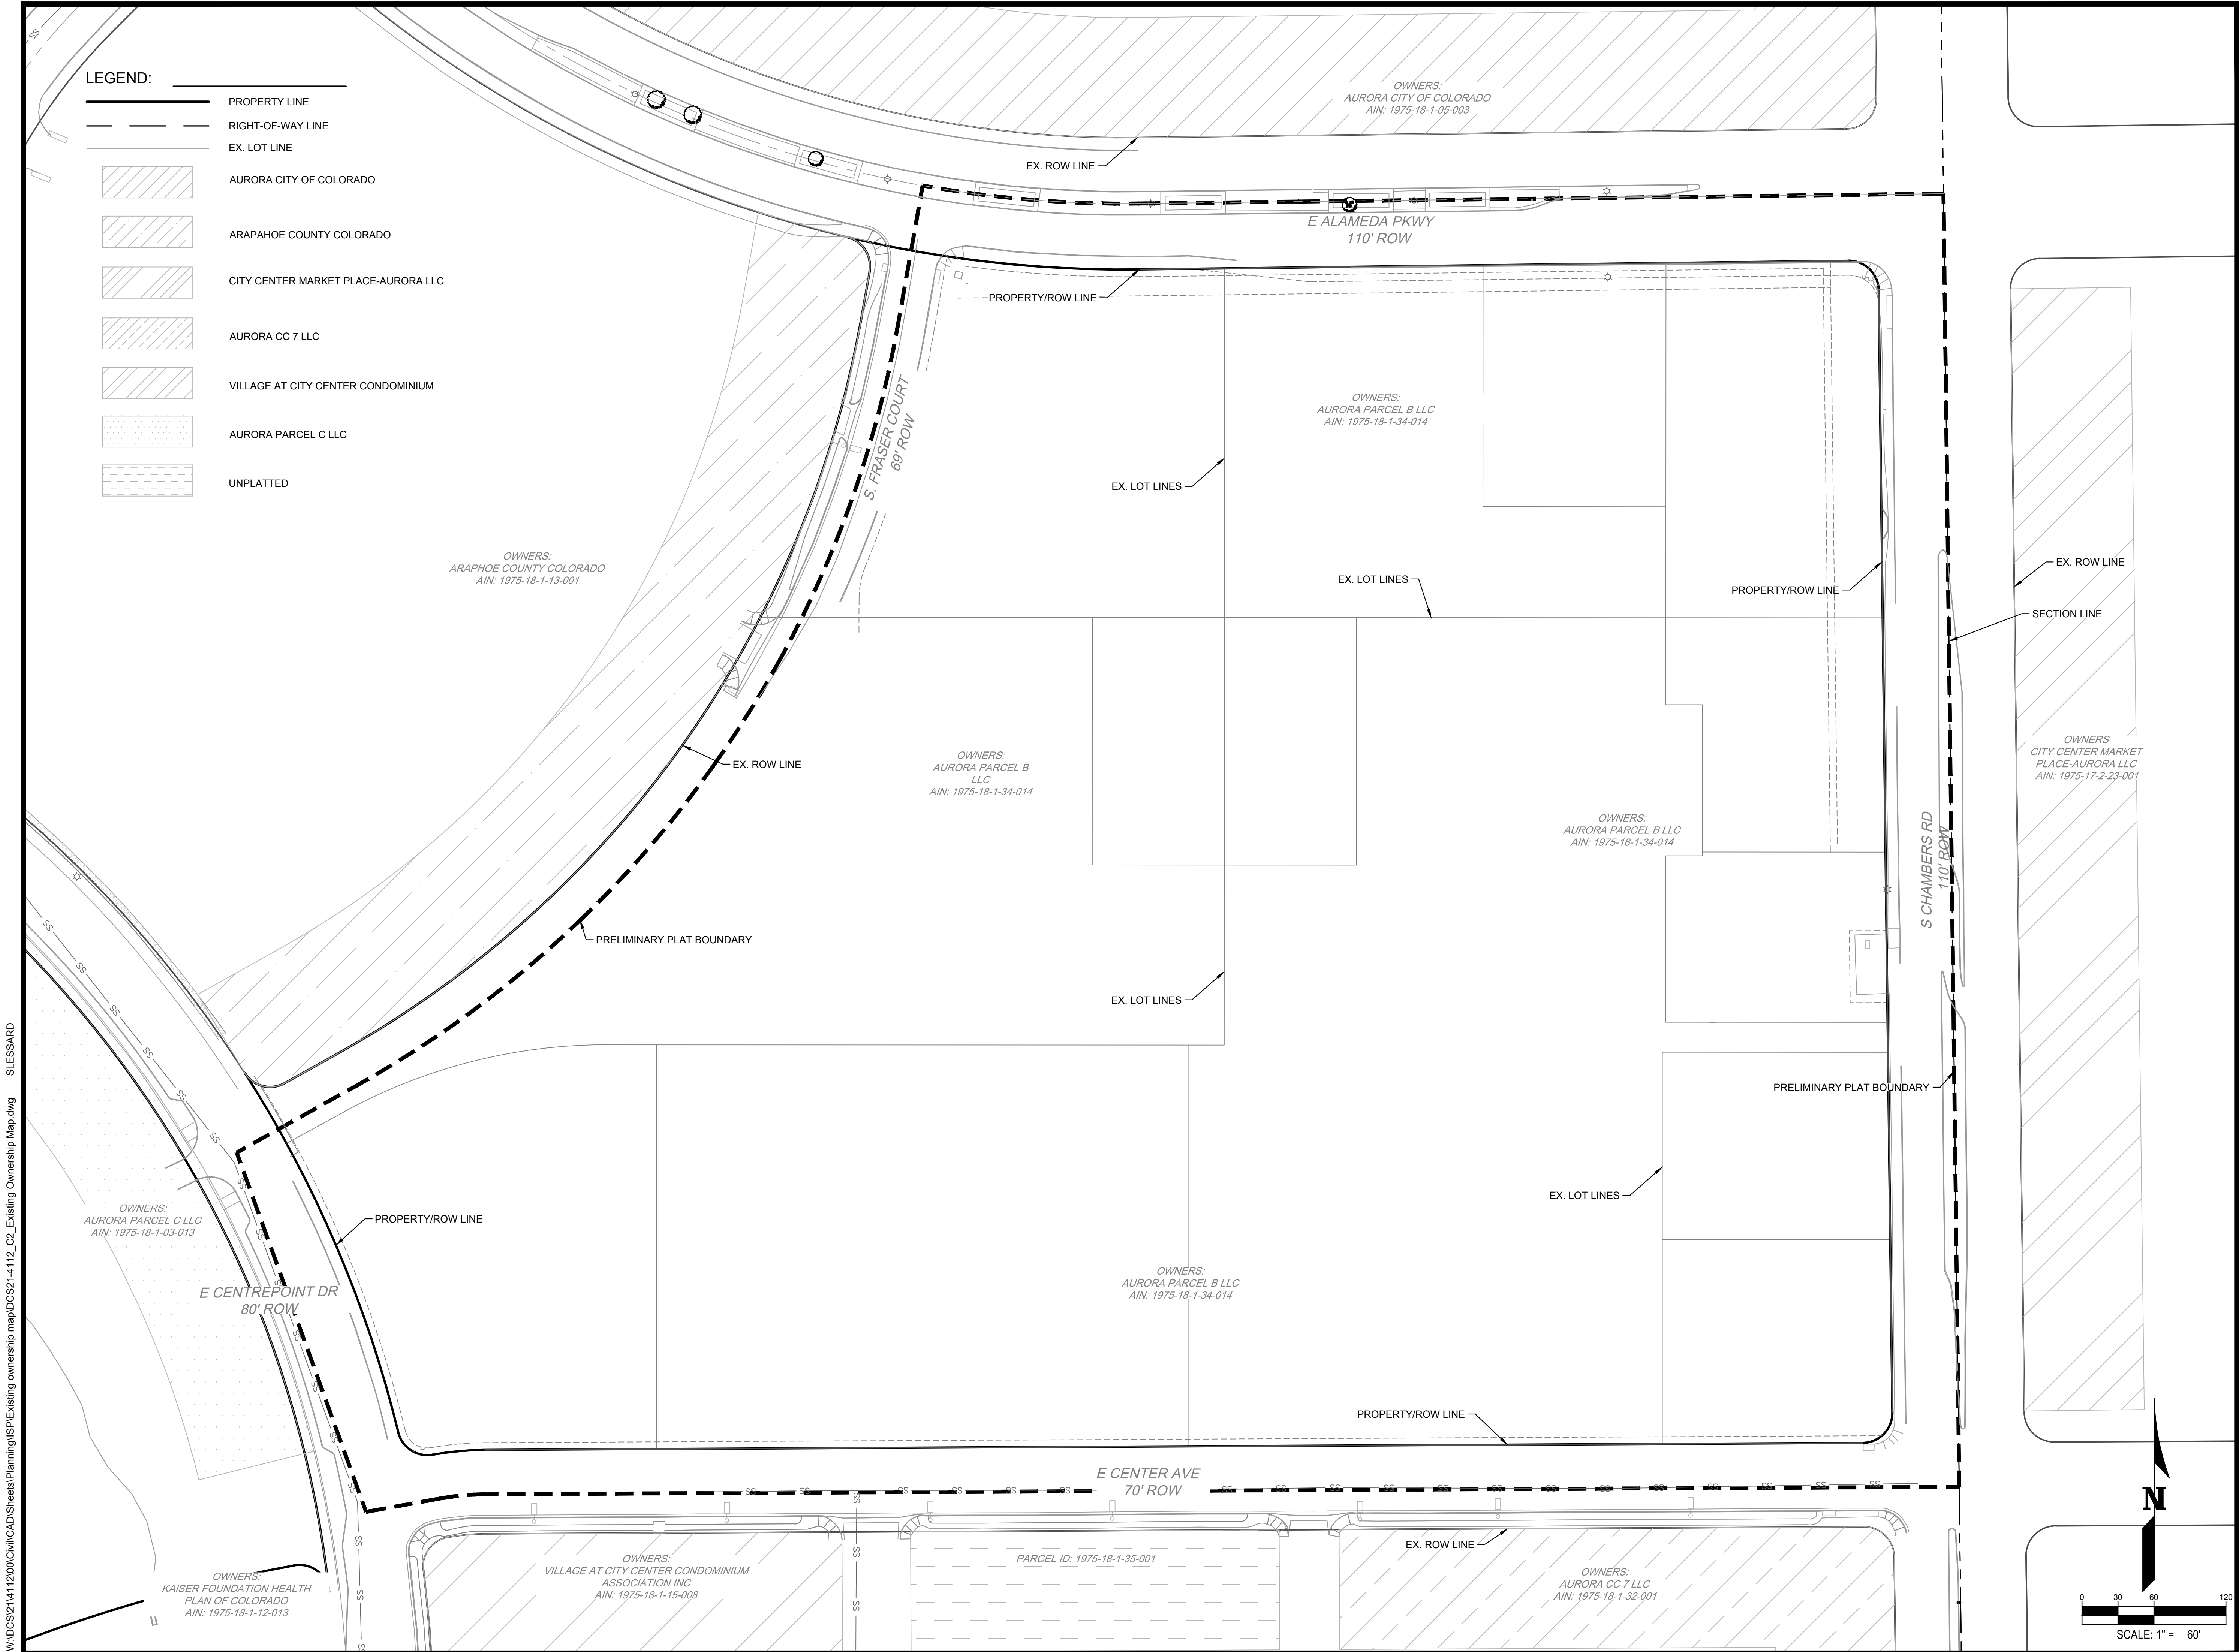 LEGEND:
PROPERTY LINE
RIGHT-OF-WAY LINE
EX. LOT LINE
AURORA CITY OF COLORADO
ARAPAHOE COUNTY COLORADO
CITY CENTER MARKET PLACE-AURORA LLC
AURORA CC 7 LLC
VILLAGE AT CITY CENTER CONDOMINIUM
AURORA PARCEL C LLC
UNPLATTED
OWNERS:
AURORA CITY OF COLORADO
AIN: 1975-18-1-05-003
EX. ROW LINE
E ALAMEDA PKWY
110' ROW
PROPERTY/ROW LINE
S. FRASER COURT
69' ROW
OWNERS:
AURORA PARCEL B LLC
AIN: 1975-18-1-34-014
EX. LOT LINES
OWNERS:
ARAPHOE COUNTY COLORADO
AIN: 1975-18-1-13-001
EX. LOT LINES
PROPERTY/ROW LINE
EX. ROW LINE
SECTION LINE
EX. ROW LINE
OWNERS:
AURORA PARCEL B
LLC
AIN: 1975-18-1-34-014
OWNERS
CITY CENTER MARKET
PLACE-AURORA LLC
AIN: 1975-17-2-23-001
OWNERS:
AURORA PARCEL B LLC
AIN: 1975-18-1-34-014
S CHAMBERS RD
110' ROW
PRELIMINARY PLAT BOUNDARY
EX. LOT LINES
PRELIMINARY PLAT BOUNDARY
EX. LOT LINES
OWNERS:
AURORA PARCEL C LLC
AIN: 1975-18-1-03-013
PROPERTY/ROW LINE
E CENTREPOINT DR
80' ROW
OWNERS:
AURORA PARCEL B LLC
AIN: 1975-18-1-34-014
PROPERTY/ROW LINE
E CENTER AVE
70' ROW
EX. ROW LINE
OWNERS:
KAISER FOUNDATION HEALTH
PLAN OF COLORADO
AIN: 1975-18-1-12-013
OWNERS:
VILLAGE AT CITY CENTER CONDOMINIUM
ASSOCIATION INC
AIN: 1975-18-1-15-008
PARCEL ID: 1975-18-1-35-001
OWNERS:
AURORA CC 7 LLC
AIN: 1975-18-1-32-001
N
0 30 60 120
SCALE: 1" = 60'
W:\DCS\21\4112\00\Civil\CAD\Sheets\Planning\ISP\Existing ownership map\DCS21-4112_C2_Existing Ownership Map.dwg SLESSARD